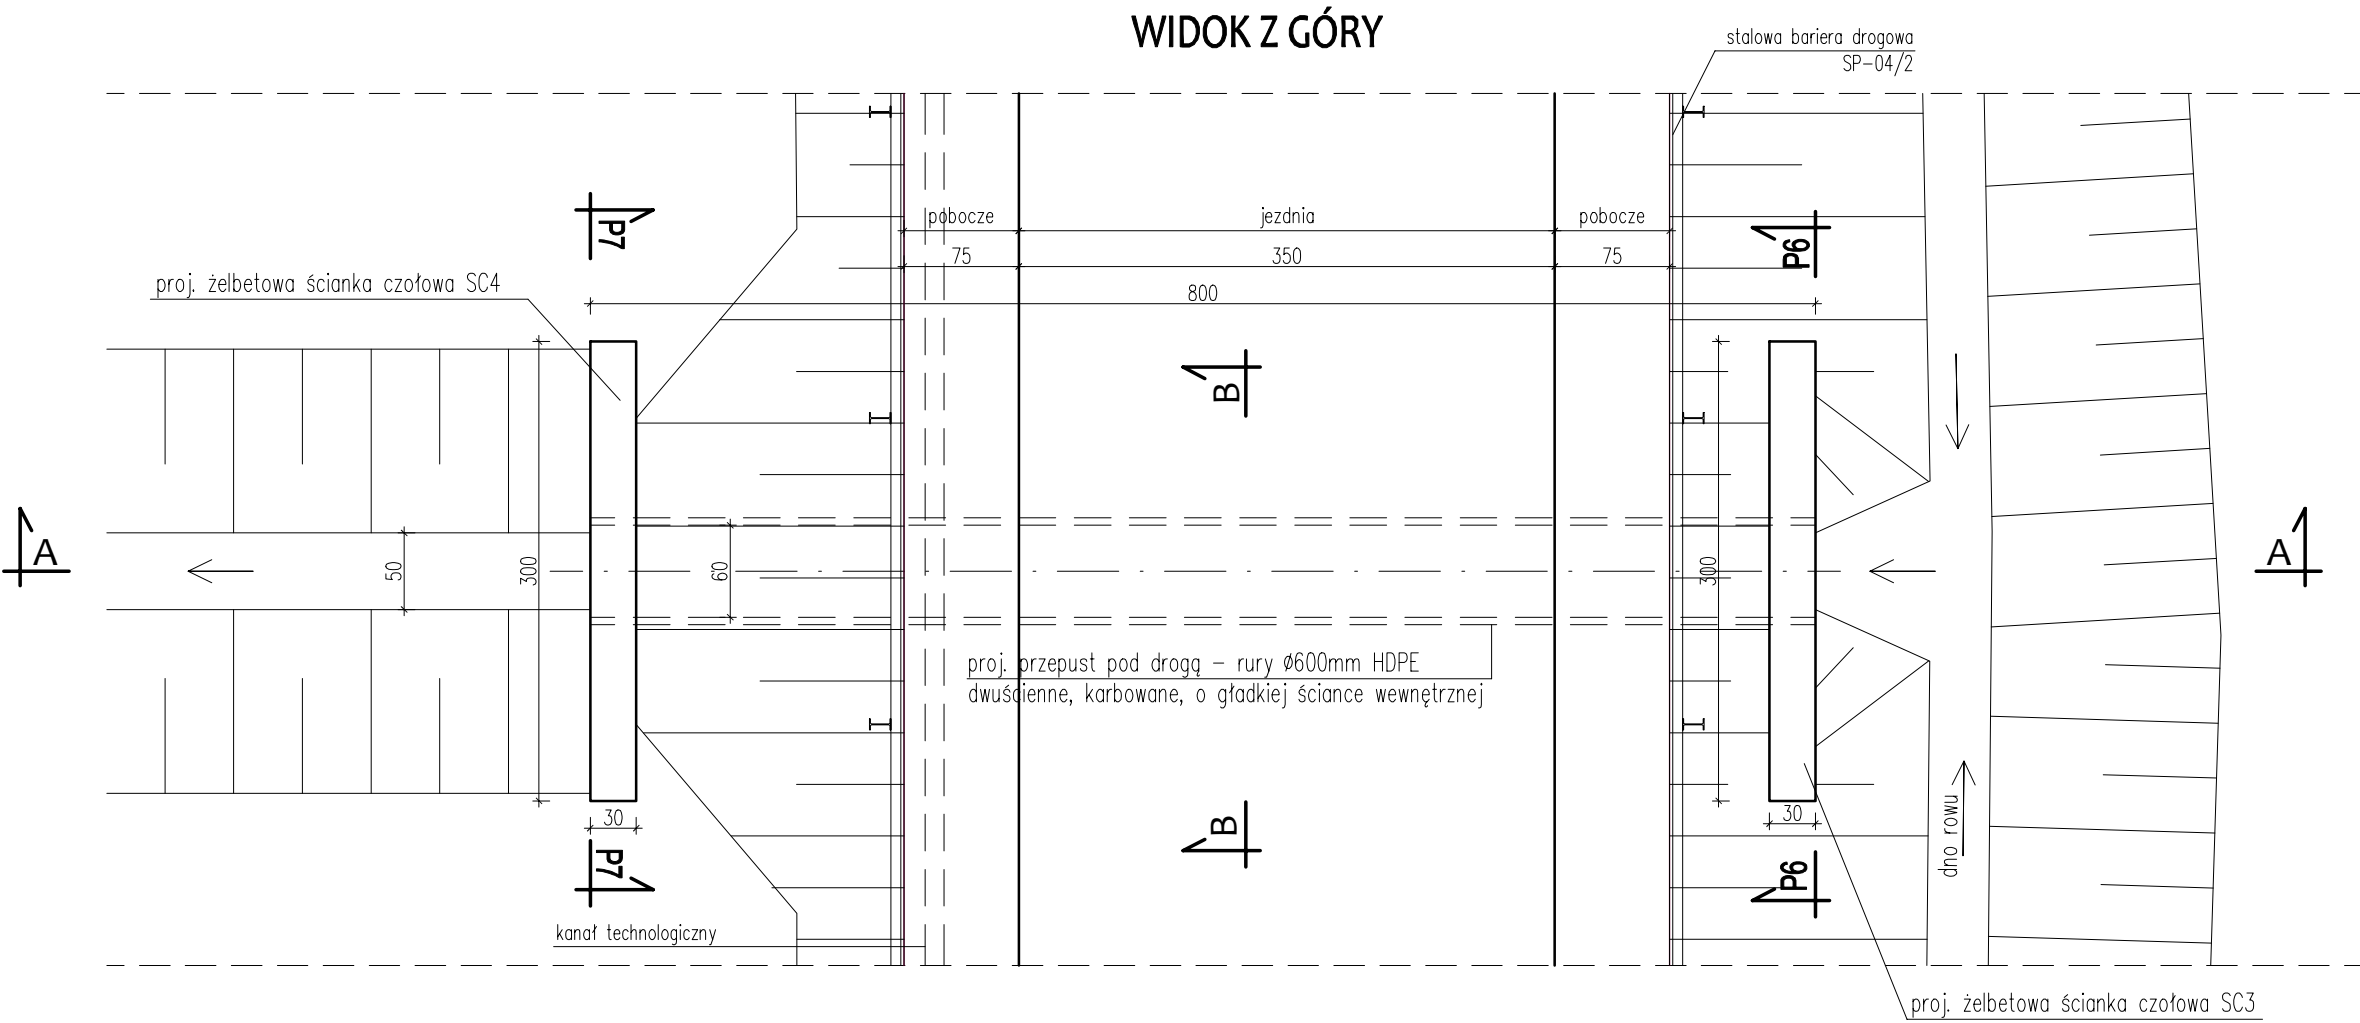 WIDOK Z GÓRY
stalowa bariera drogowa
SP-04/2
P7
pobocze
jezdnia
pobocze
P6
75
350
75
proj. żelbetowa ścianka czołowa SC4
800
B
A
50
300
60
300
A
proj. przepust pod drogą – rury Ø600mm HDPE
dwuścienne, karbowane, o gładkiej ściance wewnętrznej
30
B
30
dno rowu
P7
P6
kanał technologiczny
proj. żelbetowa ścianka czołowa SC3